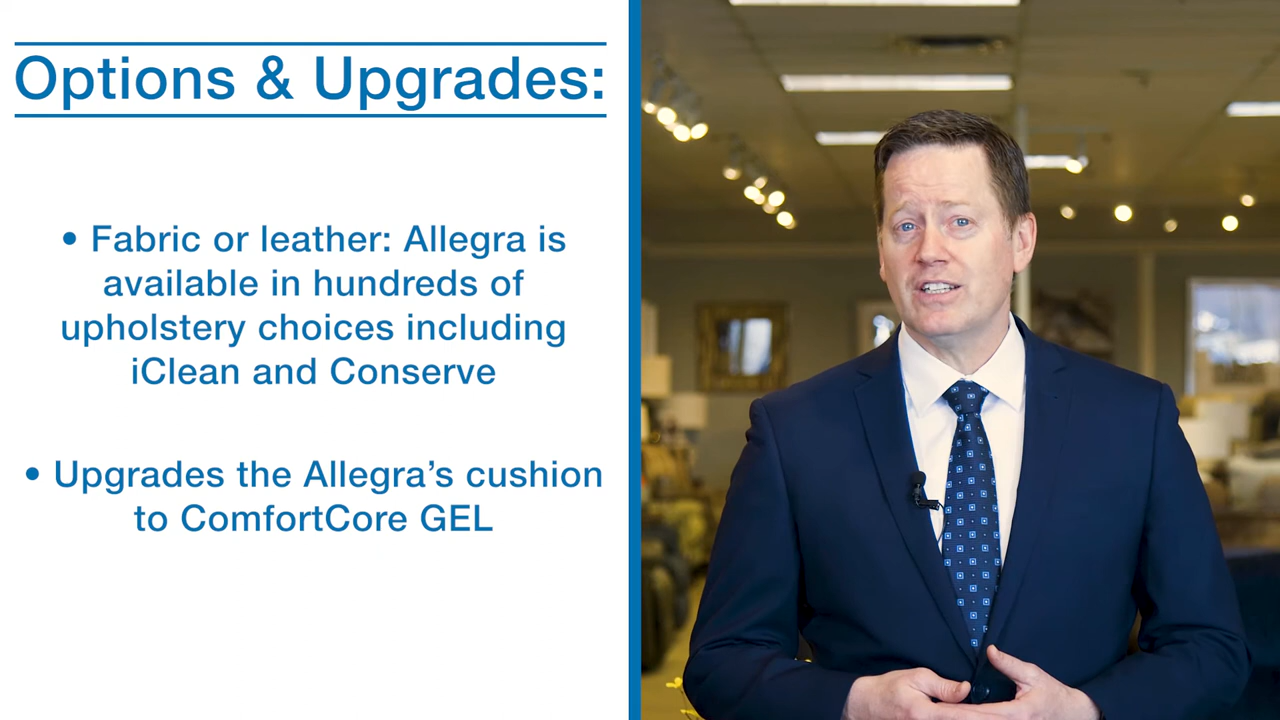 Options & Upgrades:
• Fabric or leather: Allegra is
available in hundreds of
upholstery choices including
iClean and Conserve
• Upgrades the Allegra’s cushion
to ComfortCore GEL